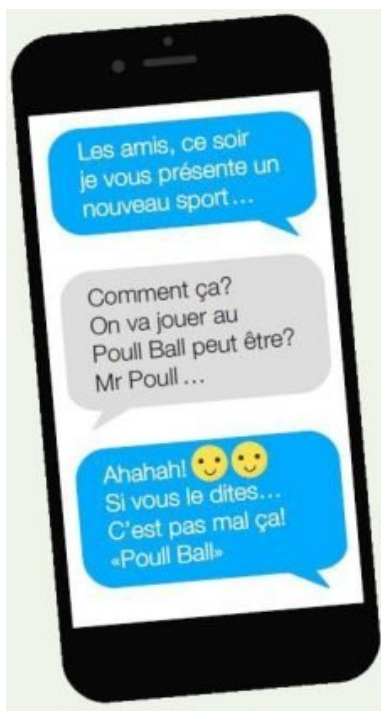 Les amis, ce soir
je vous présente un
nouveau sport...
Comment ça?
On va jouer au
Poull Ball peut être?
Mr Poull...
Ahahah! 🙂🙂
Si vous le dites...
C'est pas mal ça!
«Poull Ball»